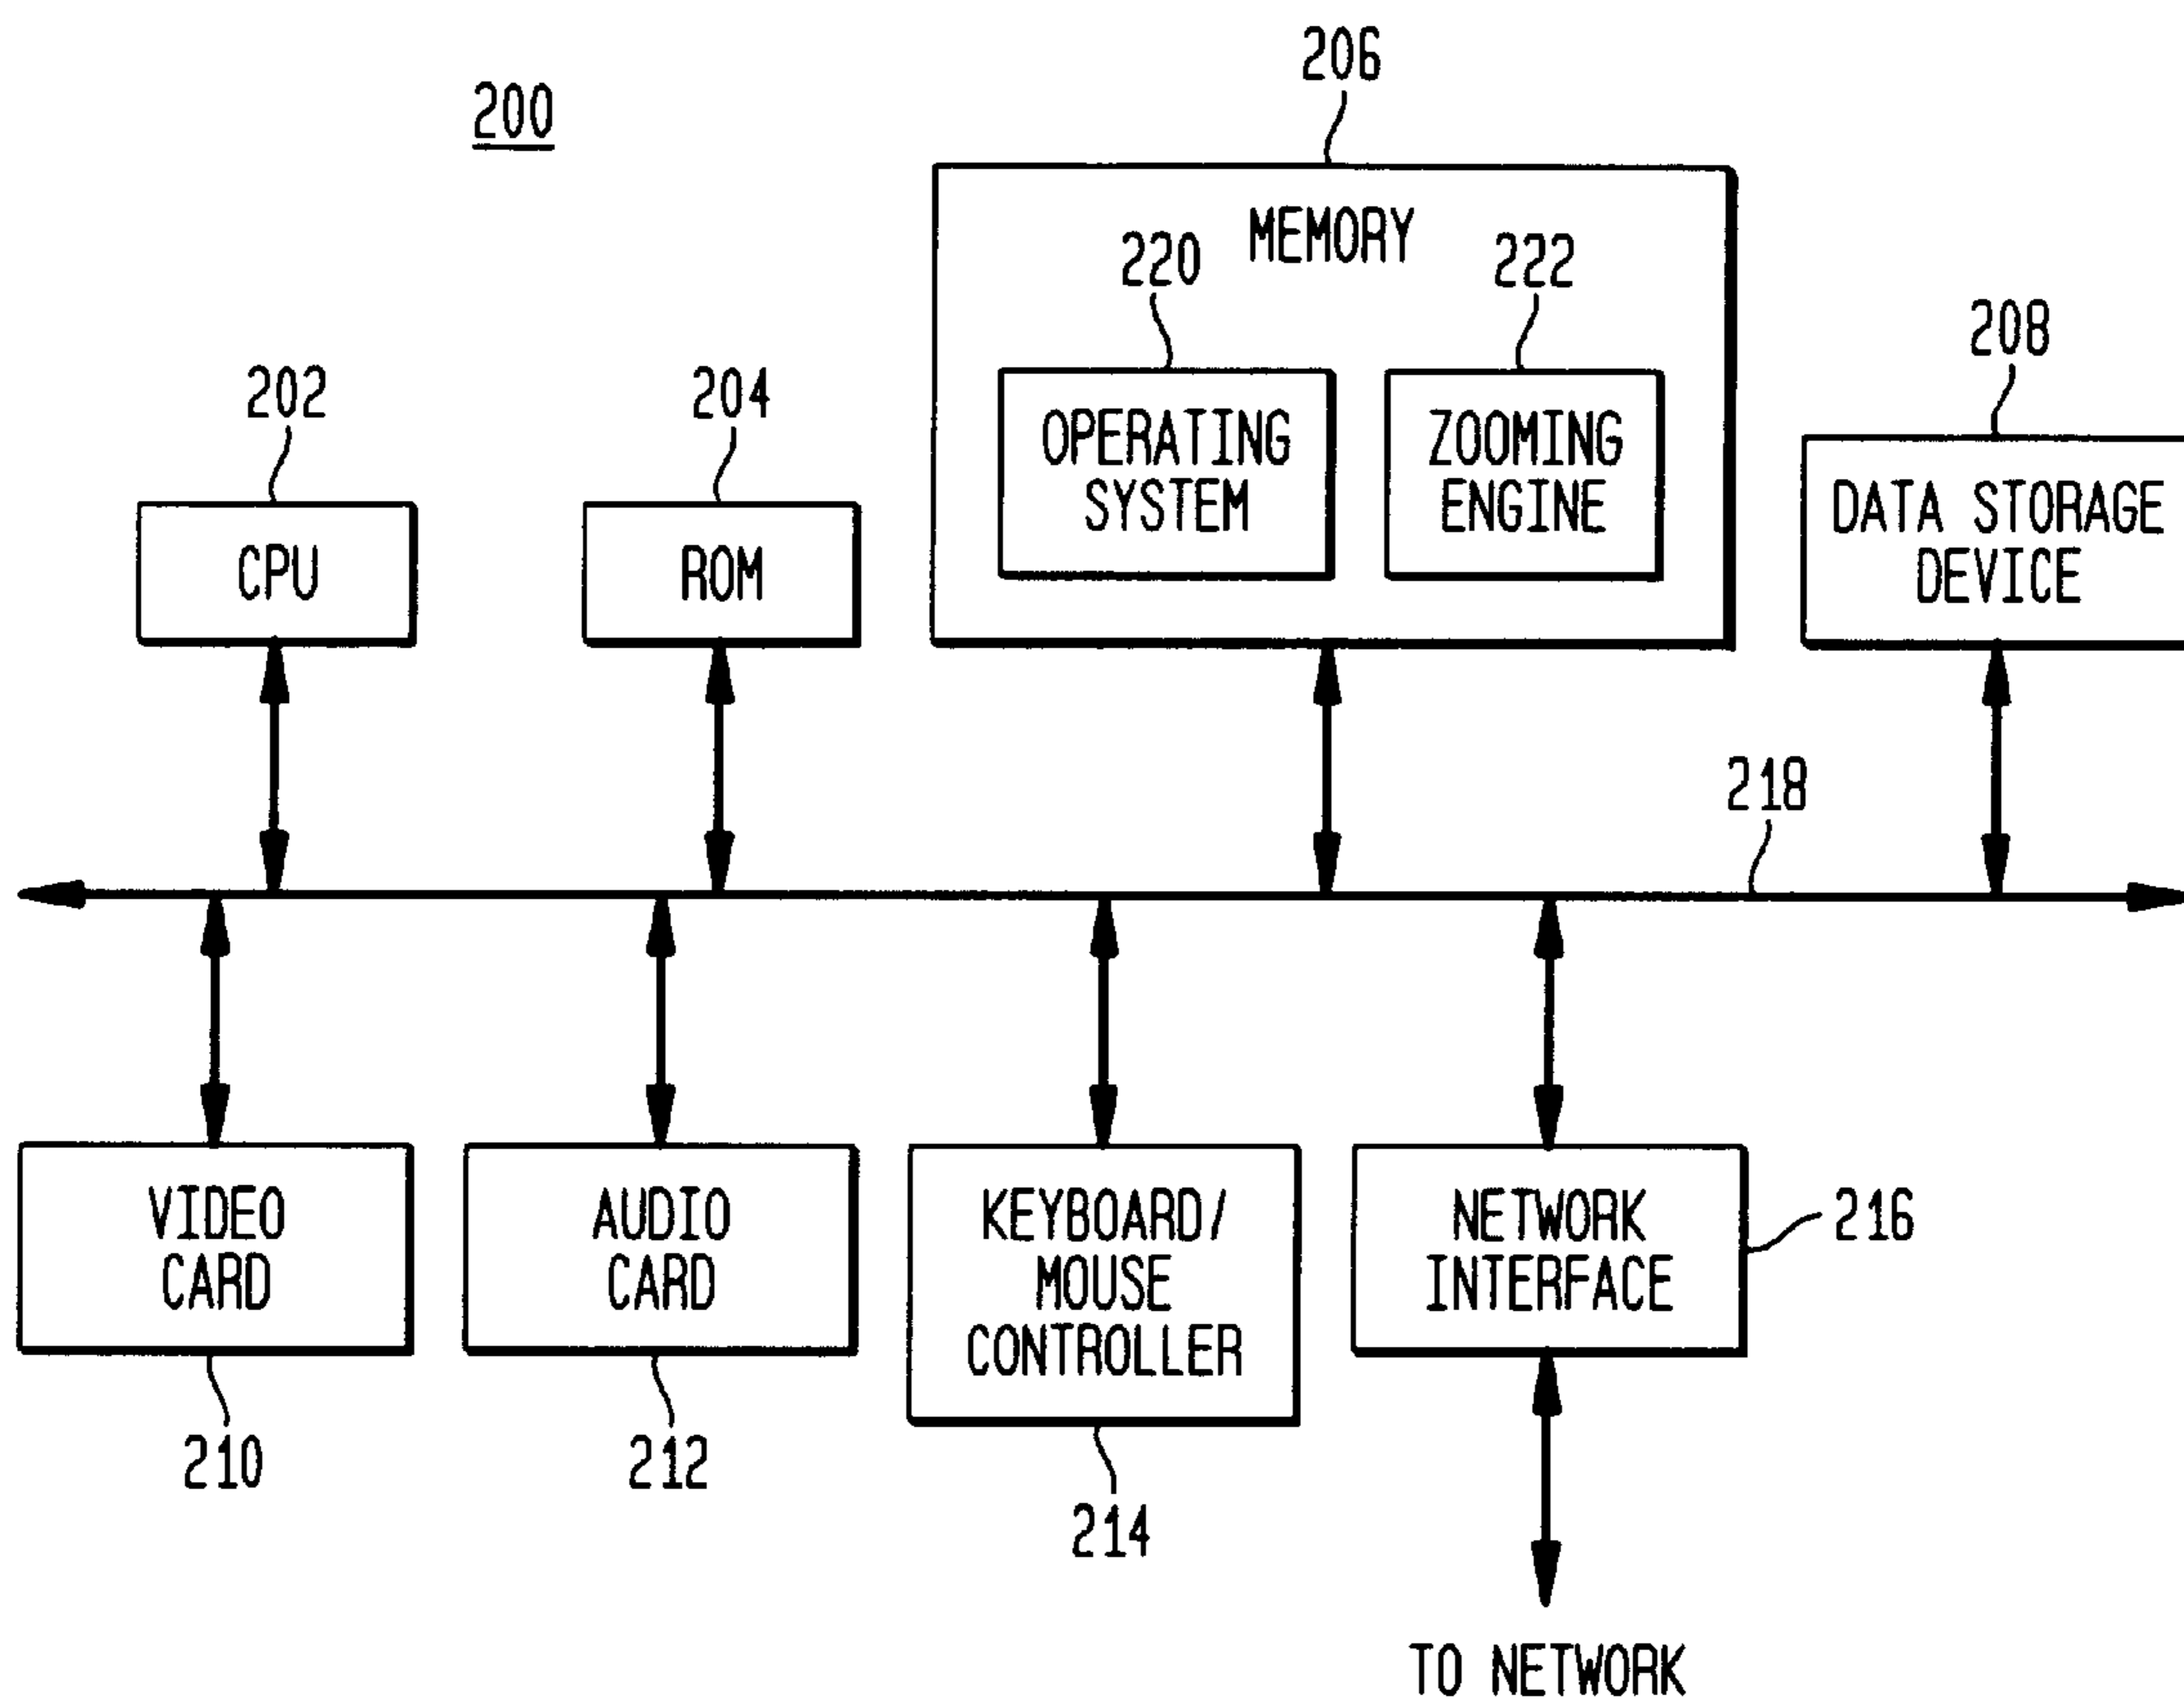 206
200
MEMORY
220
222
208
202
204
OPERATING
SYSTEM
ZOOMING
ENGINE
DATA STORAGE
DEVICE
CPU
ROM
218
VIDEO
CARD
AUDIO
CARD
KEYBOARD/
MOUSE
CONTROLLER
NETWORK
INTERFACE
216
210
212
214
TO NETWORK